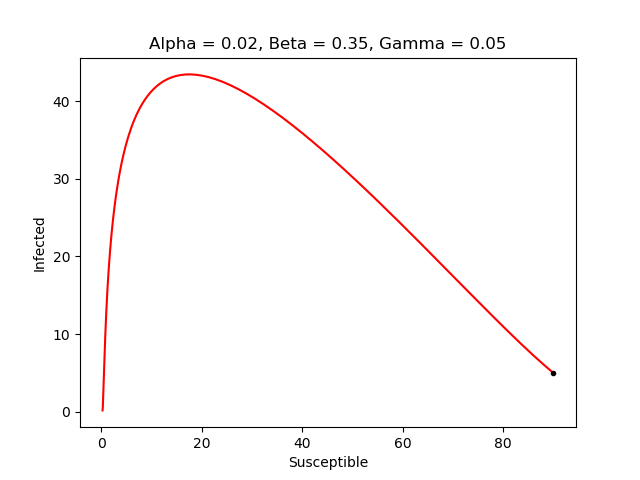 Alpha = 0.02, Beta = 0.35, Gamma = 0.05
40
30
20
10
0
Infected
0 20 40 60 80
Susceptible